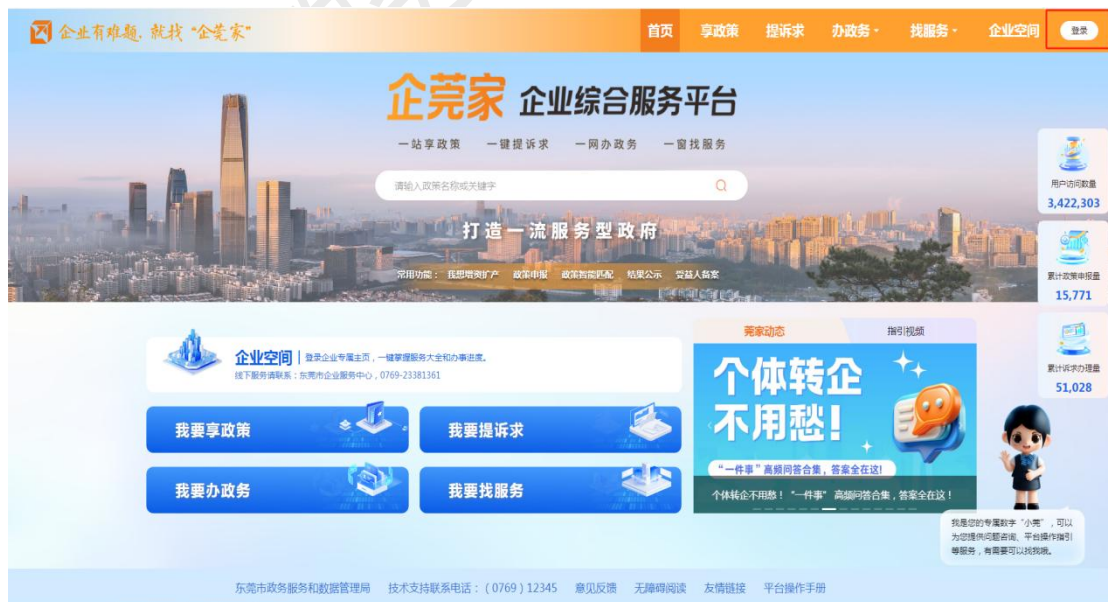 企业有难题，就找“企莞家”
首页 享政策 提诉求 办政务 找服务 企业空间 登录
企莞家 企业综合服务平台
一站享政策 一键提诉求 一网办政务 一窗找服务
请输入政策名称或关键字
打造一流服务型政府
常用功能： 我想增资扩产 政策申报 政策智能匹配 结果公示 受益人备案
用户访问数量
3,422,303
累计政策申报量
15,771
累计诉求办理量
51,028
企业空间 | 登录企业专属主页，一键掌握服务大全和办事进度。
线下服务请联系：东莞市企业服务中心，0769-23381361
我要享政策
我要提诉求
我要办政务
我要找服务
莞家动态 指引视频
个体转企
不用愁！
“一件事”高频问答合集，答案全在这！
个体转企不用愁！“一件事” 高频问答合集，答案全在这！
我是您的专属数字“小莞”，可以
为您提供问题咨询、平台操作指引
等服务，有需要可以找我哦。
东莞市政务服务和数据管理局 技术支持联系电话：（0769）12345 意见反馈 无障碍阅读 友情链接 平台操作手册